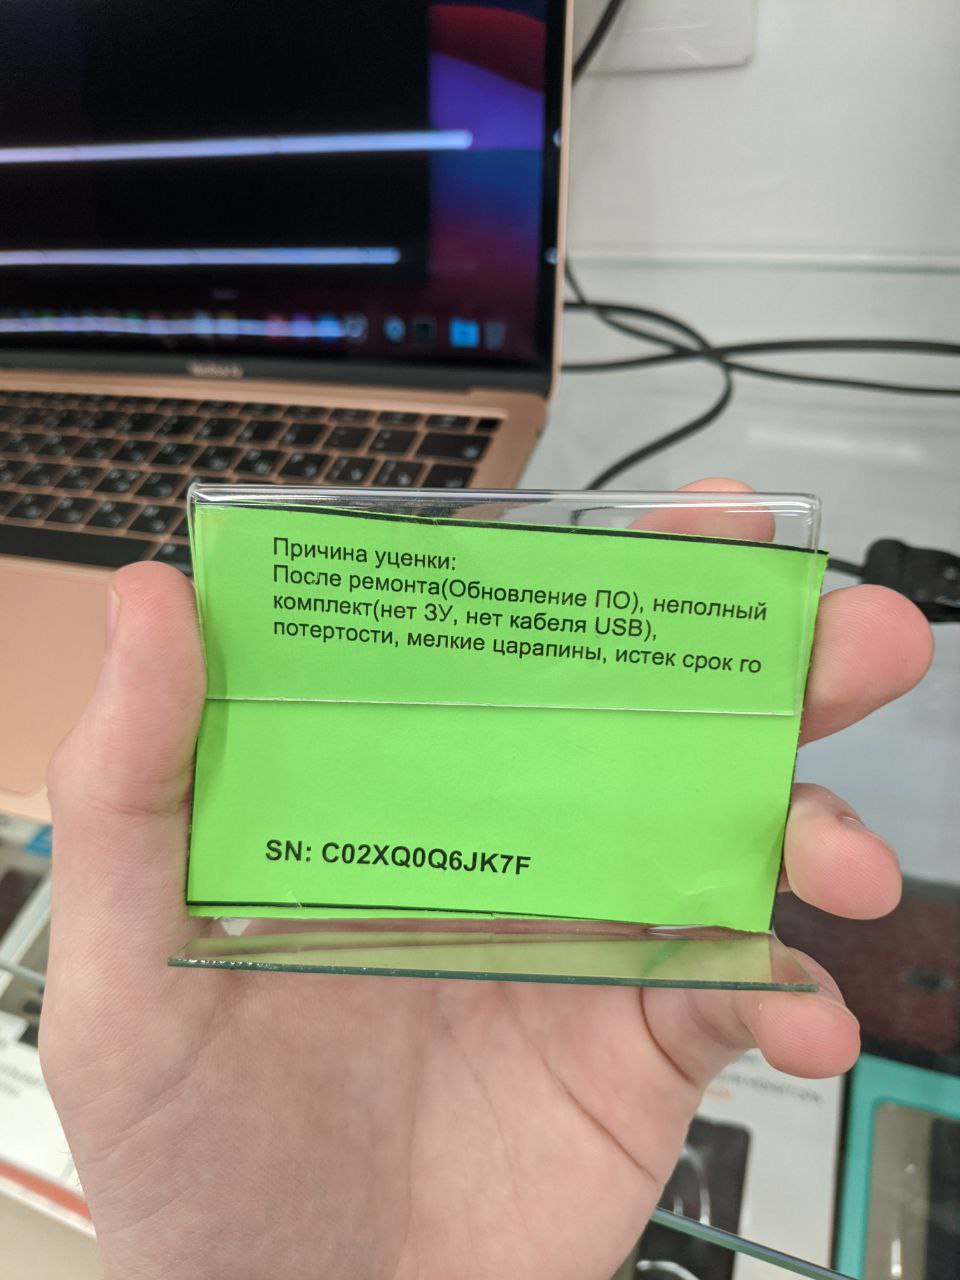 Причина уценки:
После ремонта(Обновление ПО), неполный
комплект(нет ЗУ, нет кабеля USB),
потертости, мелкие царапины, истек срок го
SN: C02XQ0Q6JK7F